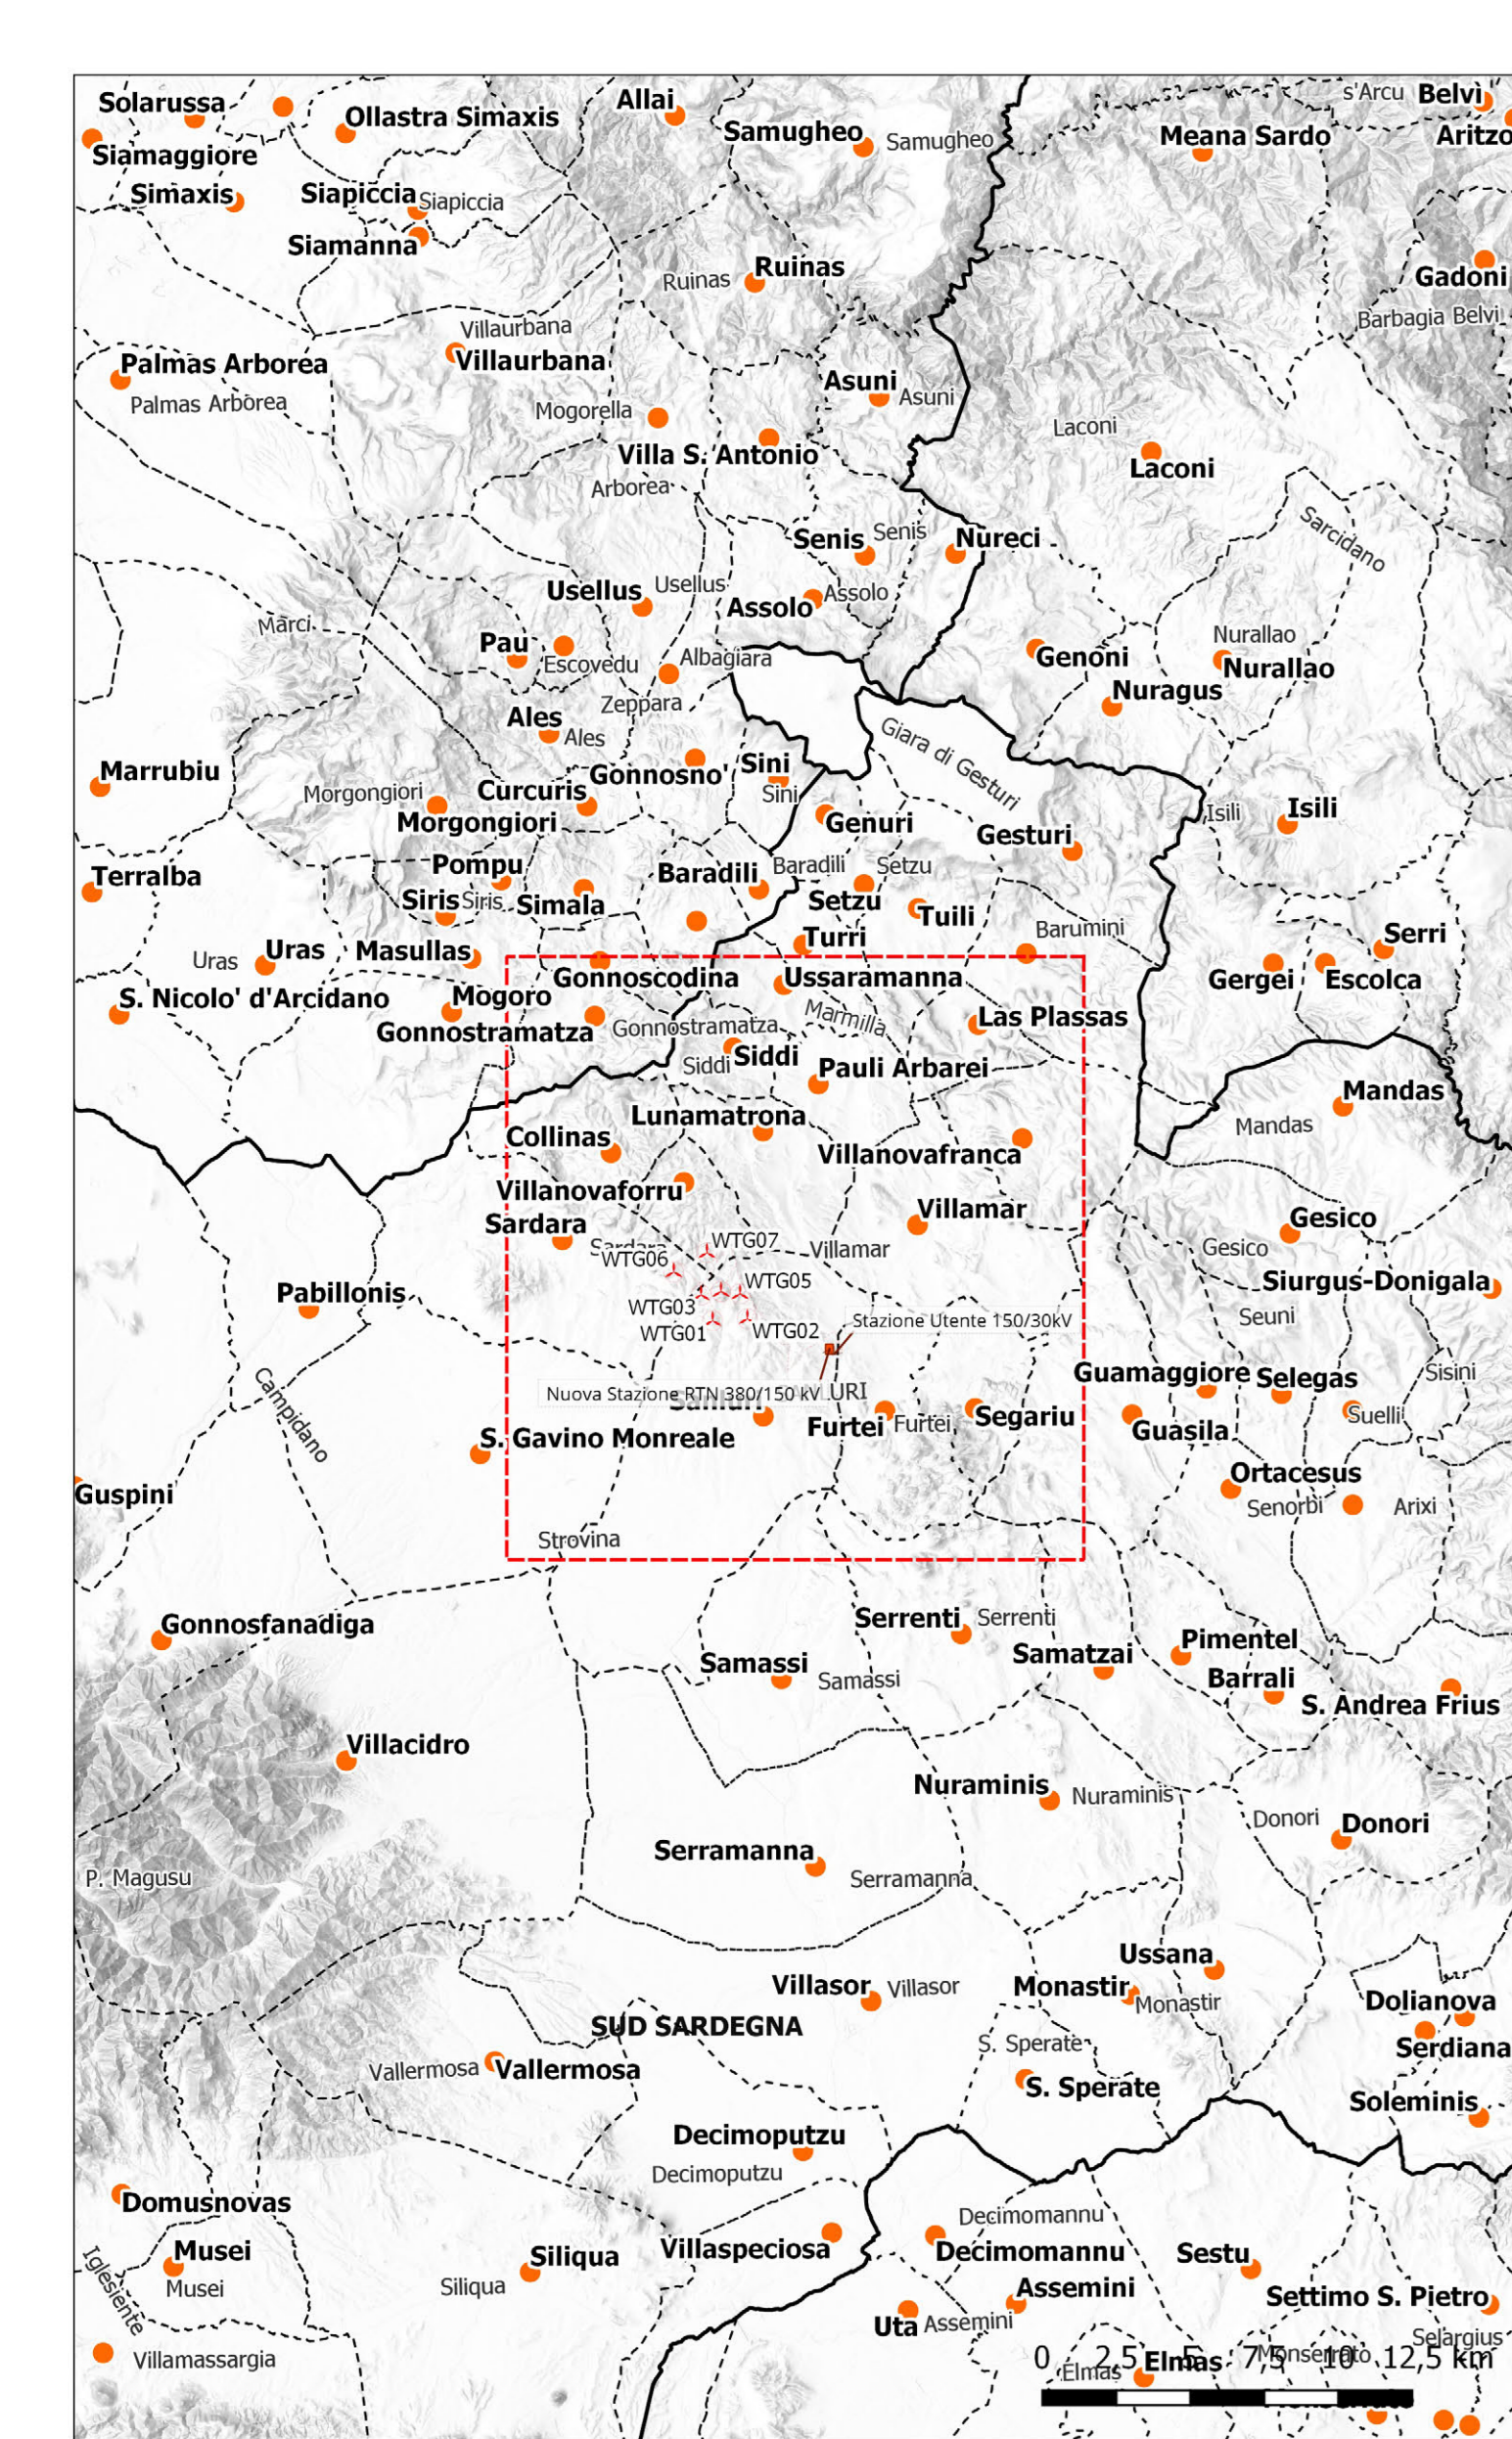 s'Arcu Belvì
Solarussa
Allai
Ollastra Simaxis
Samugheo Samugheo
Meana Sardo
Aritzo
Siamaggiore
Simaxis
Siapiccia Siapiccia
Siamanna
Ruinas Ruinas
Gadoni
Barbagia Belvi
Villaurbana
Villaurbana
Palmas Arborea
Palmas Arborea
Asuni Asuni
Mogorella
Laconi
Laconi
Villa S. Antonio
Arborea
Sarcidano
Senis Senis
Nureci
Usellus Usellus
Assolo Assolo
Marci
Pau
Escovedu
Albagiara
Nurallao
Nurallao
Genoni
Nuragus
Zeppara
Ales
Ales
Giara di Gesturi
Marrubiu
Gonnosno'
Sini
Sini
Curcuris
Morgongiori
Morgongiori
Genuri
Gesturi
Isili
Isili
Pompu
Baradili
Baradili
Setzu
Setzu
Terralba
Siris Siris
Simala
Tuili
Barumini
Turri
Serri
Uras Uras
Masullas
Gonnoscodina
Ussaramanna
Gergei
Escolca
S. Nicolo' d'Arcidano
Mogoro
Gonnostramatza
Gonnostramatza
Marmilla
Las Plassas
Siddi Siddi
Pauli Arbarei
Mandas
Mandas
Lunamatrona
Collinas
Villanovafranca
Villanovaforru
Sardara
Sardara
Villamar
Villamar
Gesico
Gesico
WTG07
WTG06
WTG05
WTG03
WTG01
WTG02
Siurgus-Donigala
Seuni
Pabillonis
Stazione Utente 150/30kV
Campidano
Nuova Stazione RTN 380/150 kV
URI
Sanluri
Furtei Furtei
Segariu
Guamaggiore
Selegas
Sisini
Suelli
Guasila
S. Gavino Monreale
Guspini
Ortacesus
Senorbi
Arixi
Strovina
Gonnosfanadiga
Serrenti Serrenti
Samatzai
Pimentel
Barrali
S. Andrea Frius
Samassi
Samassi
Villacidro
Nuraminis Nuraminis
Donori Donori
Serramanna
Serramanna
P. Magusu
Ussana
Villasor Villasor
Monastir
Monastir
Dolianova
SUD SARDEGNA
S. Sperate
S. Sperate
Serdiana
Vallermosa Vallermosa
Soleminis
Decimoputzu
Decimoputzu
Domusnovas
Decimomannu
Decimomannu
Musei
Musei
Iglesiente
Siliqua
Siliqua
Villaspeciosa
Sestu
Assemini
Assemini
Uta
Settimo S. Pietro
Selargius
Villamassargia
Monserrato
Elmas Elmas
0 2,5 5 7,5 10 12,5 km